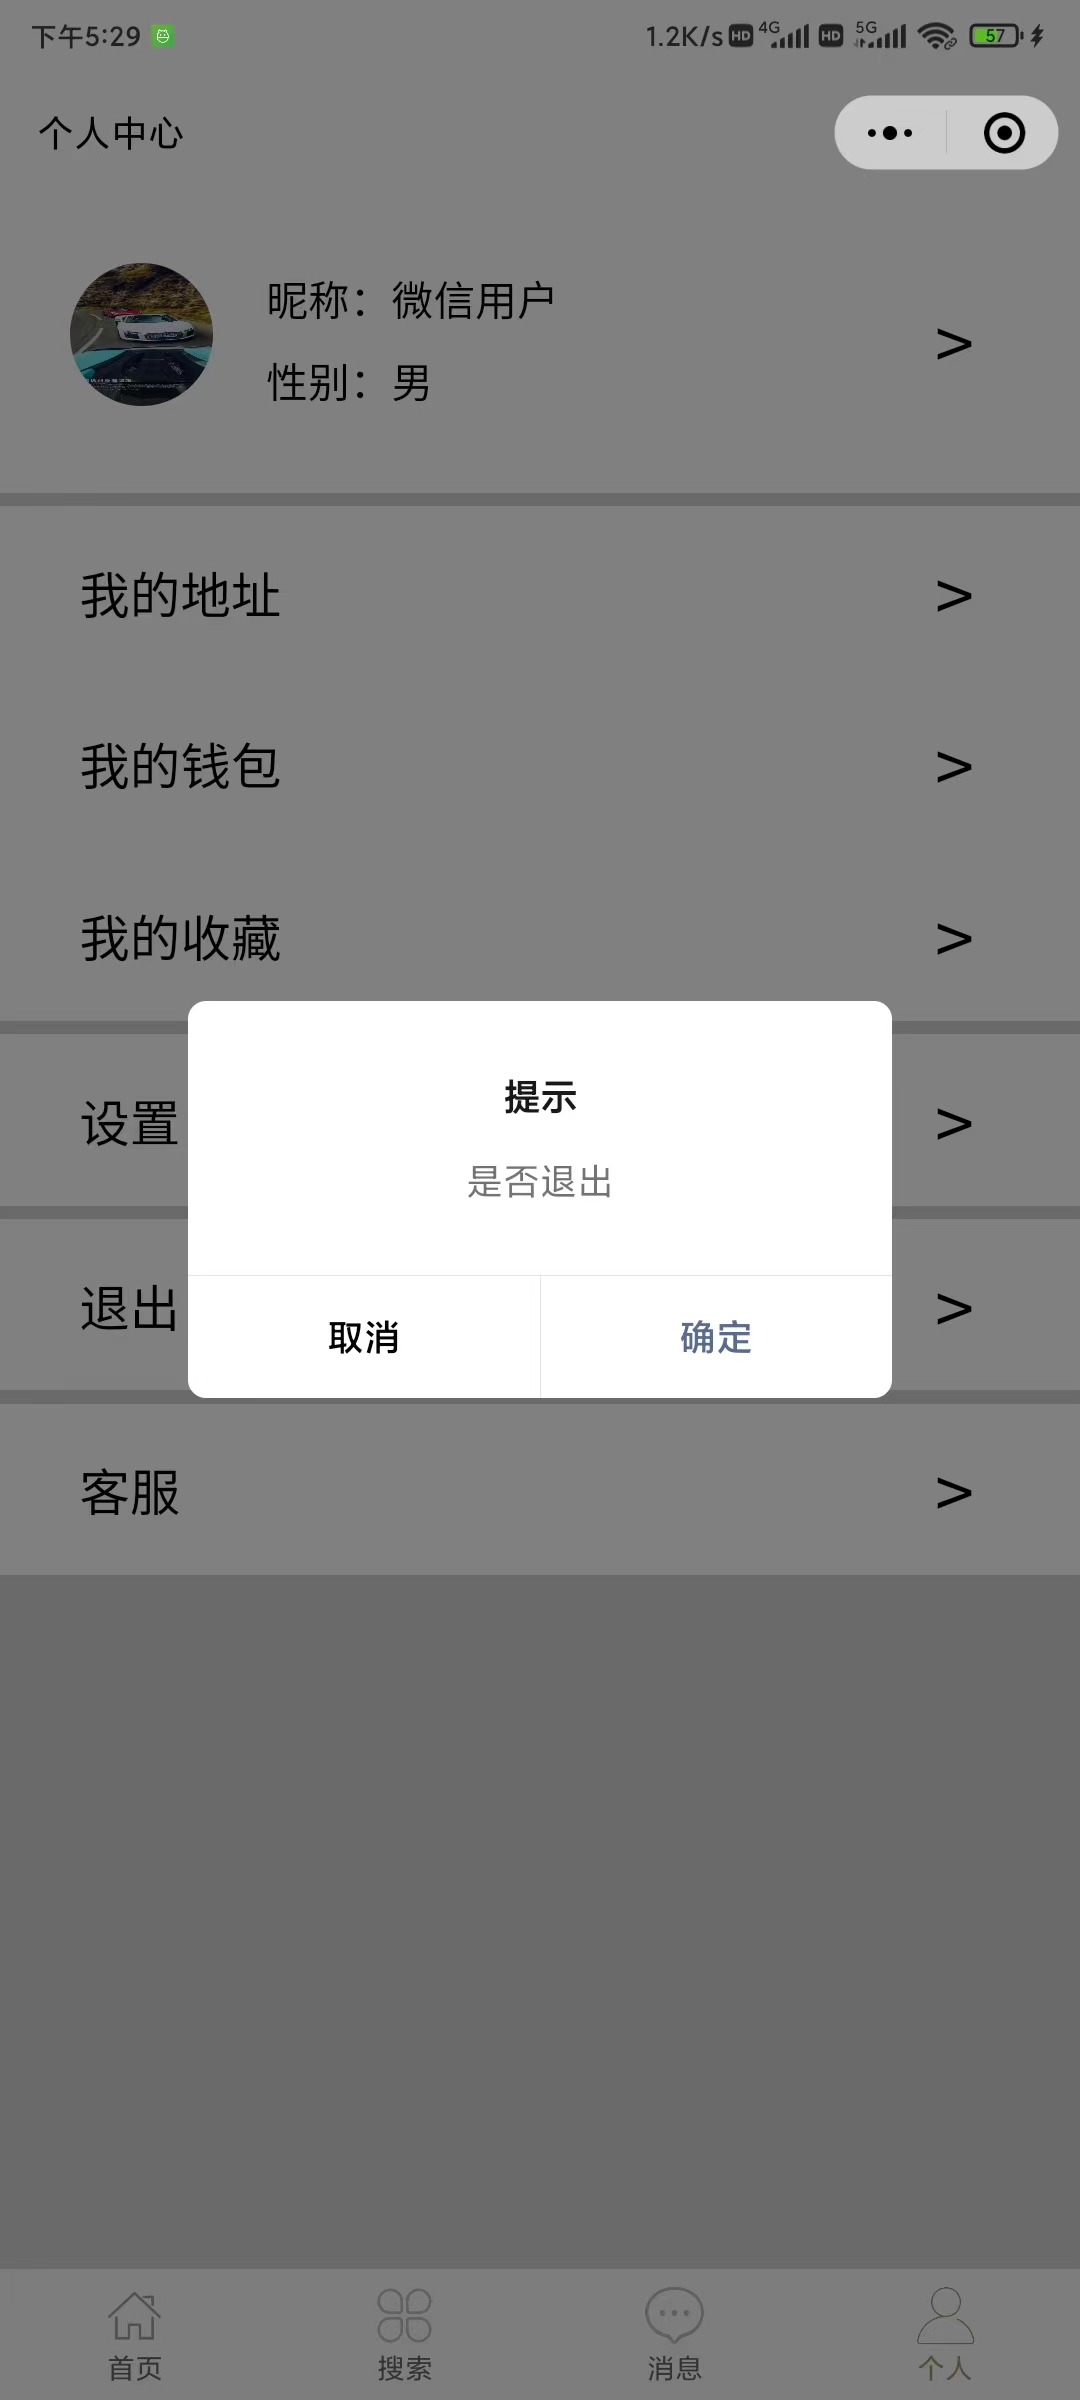 下午5:29
1.2K/s HD 4G HD 5G 57
个人中心
昵称：微信用户
性别：男
>
我的地址 >
我的钱包 >
我的收藏 >
提示
是否退出
取消 确定
设置 >
退出 >
客服 >
首页 搜索 消息 个人